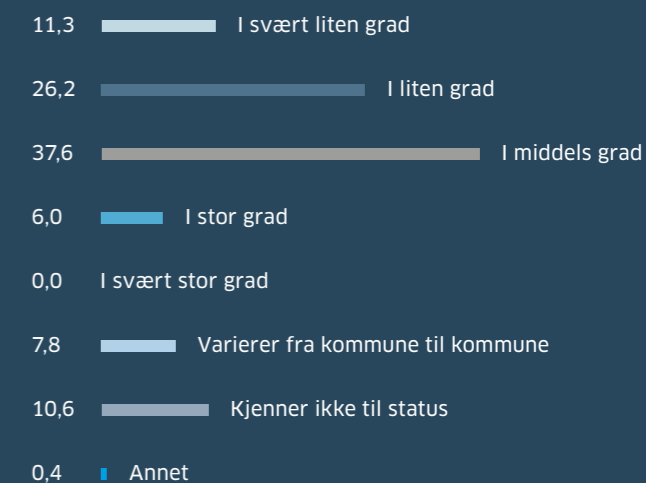 11,3 I svært liten grad
26,2 I liten grad
37,6 I middels grad
6,0 I stor grad
0,0 I svært stor grad
7,8 Varierer fra kommune til kommune
10,6 Kjenner ikke til status
0,4 Annet